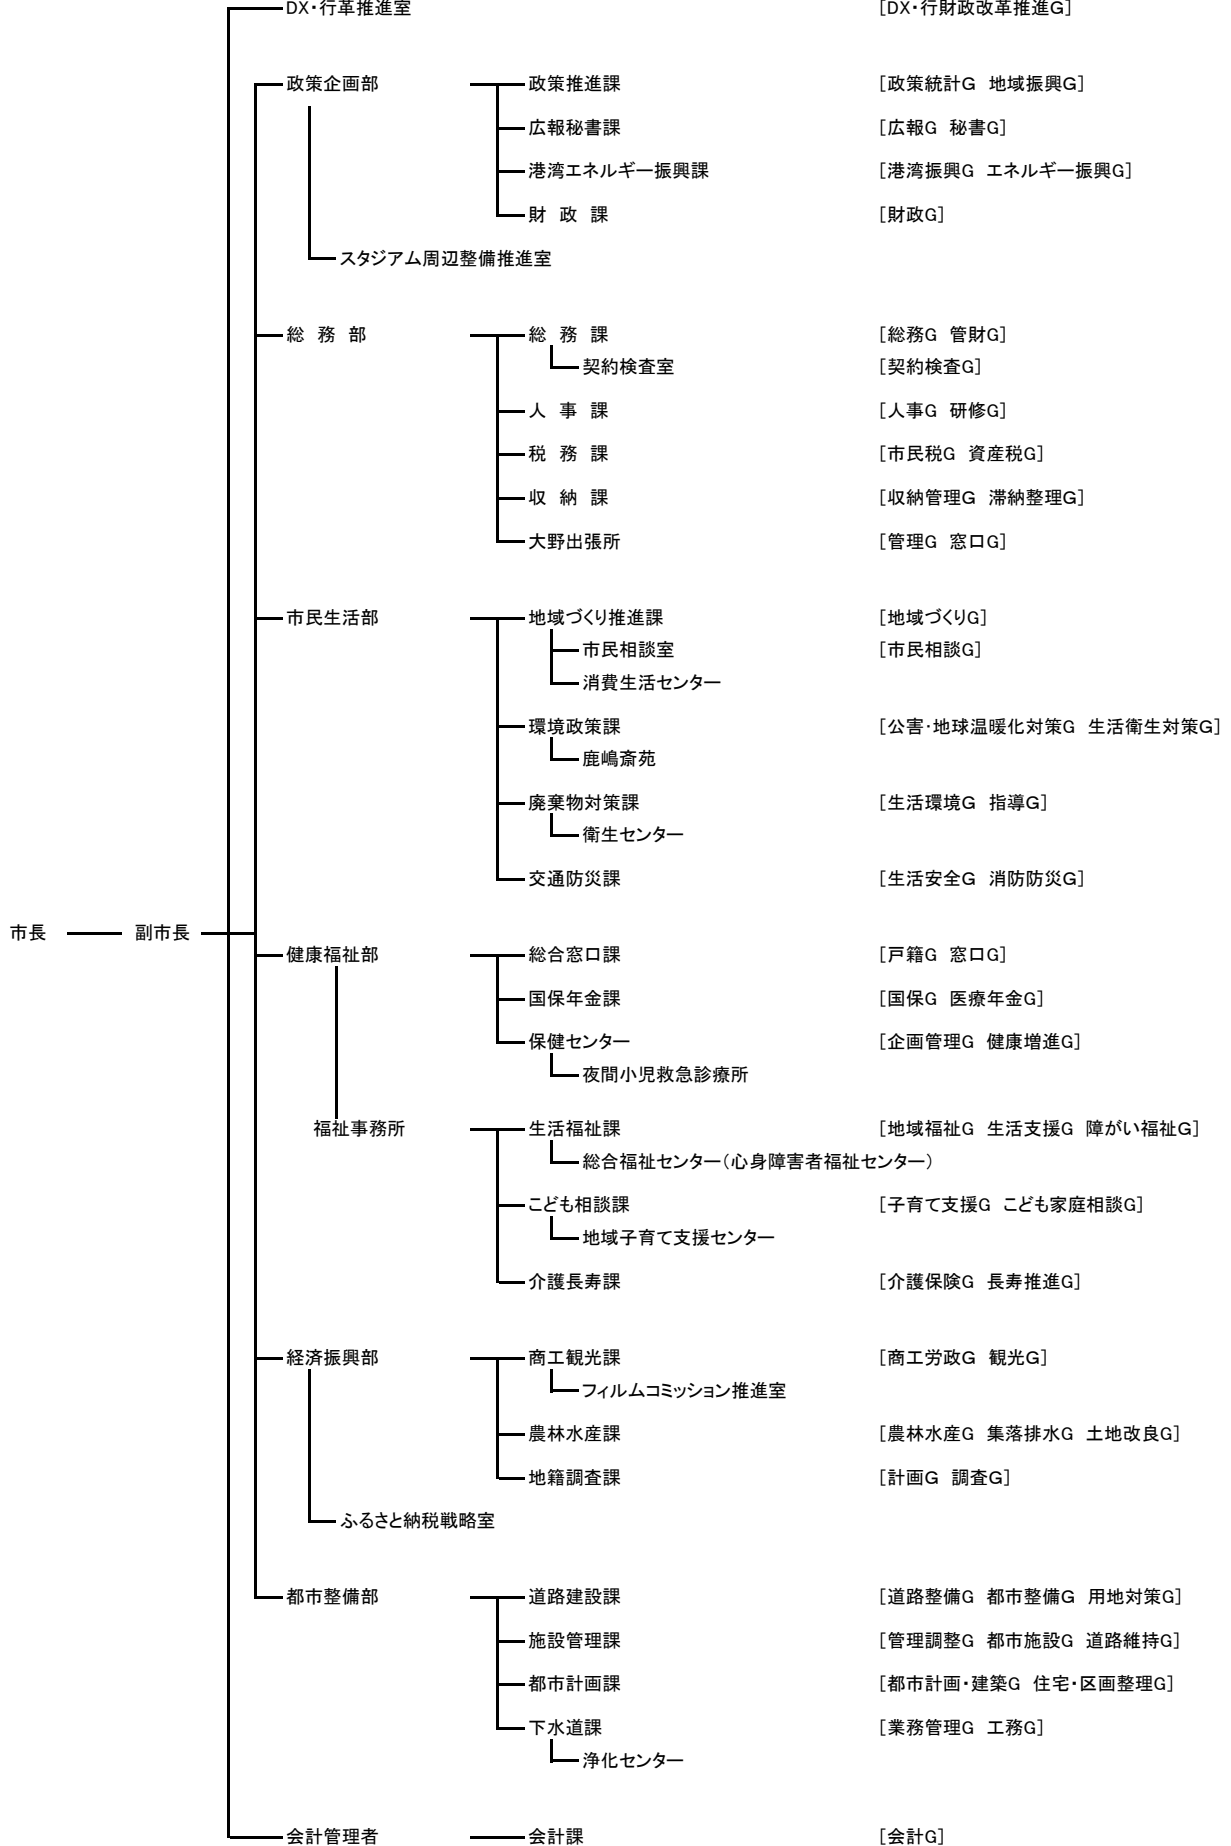 DX・行革推進室 [DX・行財政改革推進G]
政策企画部 政策推進課 [政策統計G 地域振興G]
広報秘書課 [広報G 秘書G]
港湾エネルギー振興課 [港湾振興G エネルギー振興G]
財 政 課 [財政G]
スタジアム周辺整備推進室
総 務 部 総 務 課 [総務G 管財G]
契約検査室 [契約検査G]
人 事 課 [人事G 研修G]
税 務 課 [市民税G 資産税G]
収 納 課 [収納管理G 滞納整理G]
大野出張所 [管理G 窓口G]
市民生活部 地域づくり推進課 [地域づくりG]
市民相談室 [市民相談G]
消費生活センター
環境政策課 [公害・地球温暖化対策G 生活衛生対策G]
鹿嶋斎苑
廃棄物対策課 [生活環境G 指導G]
衛生センター
交通防災課 [生活安全G 消防防災G]
市長 副市長
健康福祉部 総合窓口課 [戸籍G 窓口G]
国保年金課 [国保G 医療年金G]
保健センター [企画管理G 健康増進G]
夜間小児救急診療所
福祉事務所 生活福祉課 [地域福祉G 生活支援G 障がい福祉G]
総合福祉センター(心身障害者福祉センター)
こども相談課 [子育て支援G こども家庭相談G]
地域子育て支援センター
介護長寿課 [介護保険G 長寿推進G]
経済振興部 商工観光課 [商工労政G 観光G]
フィルムコミッション推進室
農林水産課 [農林水産G 集落排水G 土地改良G]
地籍調査課 [計画G 調査G]
ふるさと納税戦略室
都市整備部 道路建設課 [道路整備G 都市整備G 用地対策G]
施設管理課 [管理調整G 都市施設G 道路維持G]
都市計画課 [都市計画・建築G 住宅・区画整理G]
下水道課 [業務管理G 工務G]
浄化センター
会計管理者 会計課 [会計G]